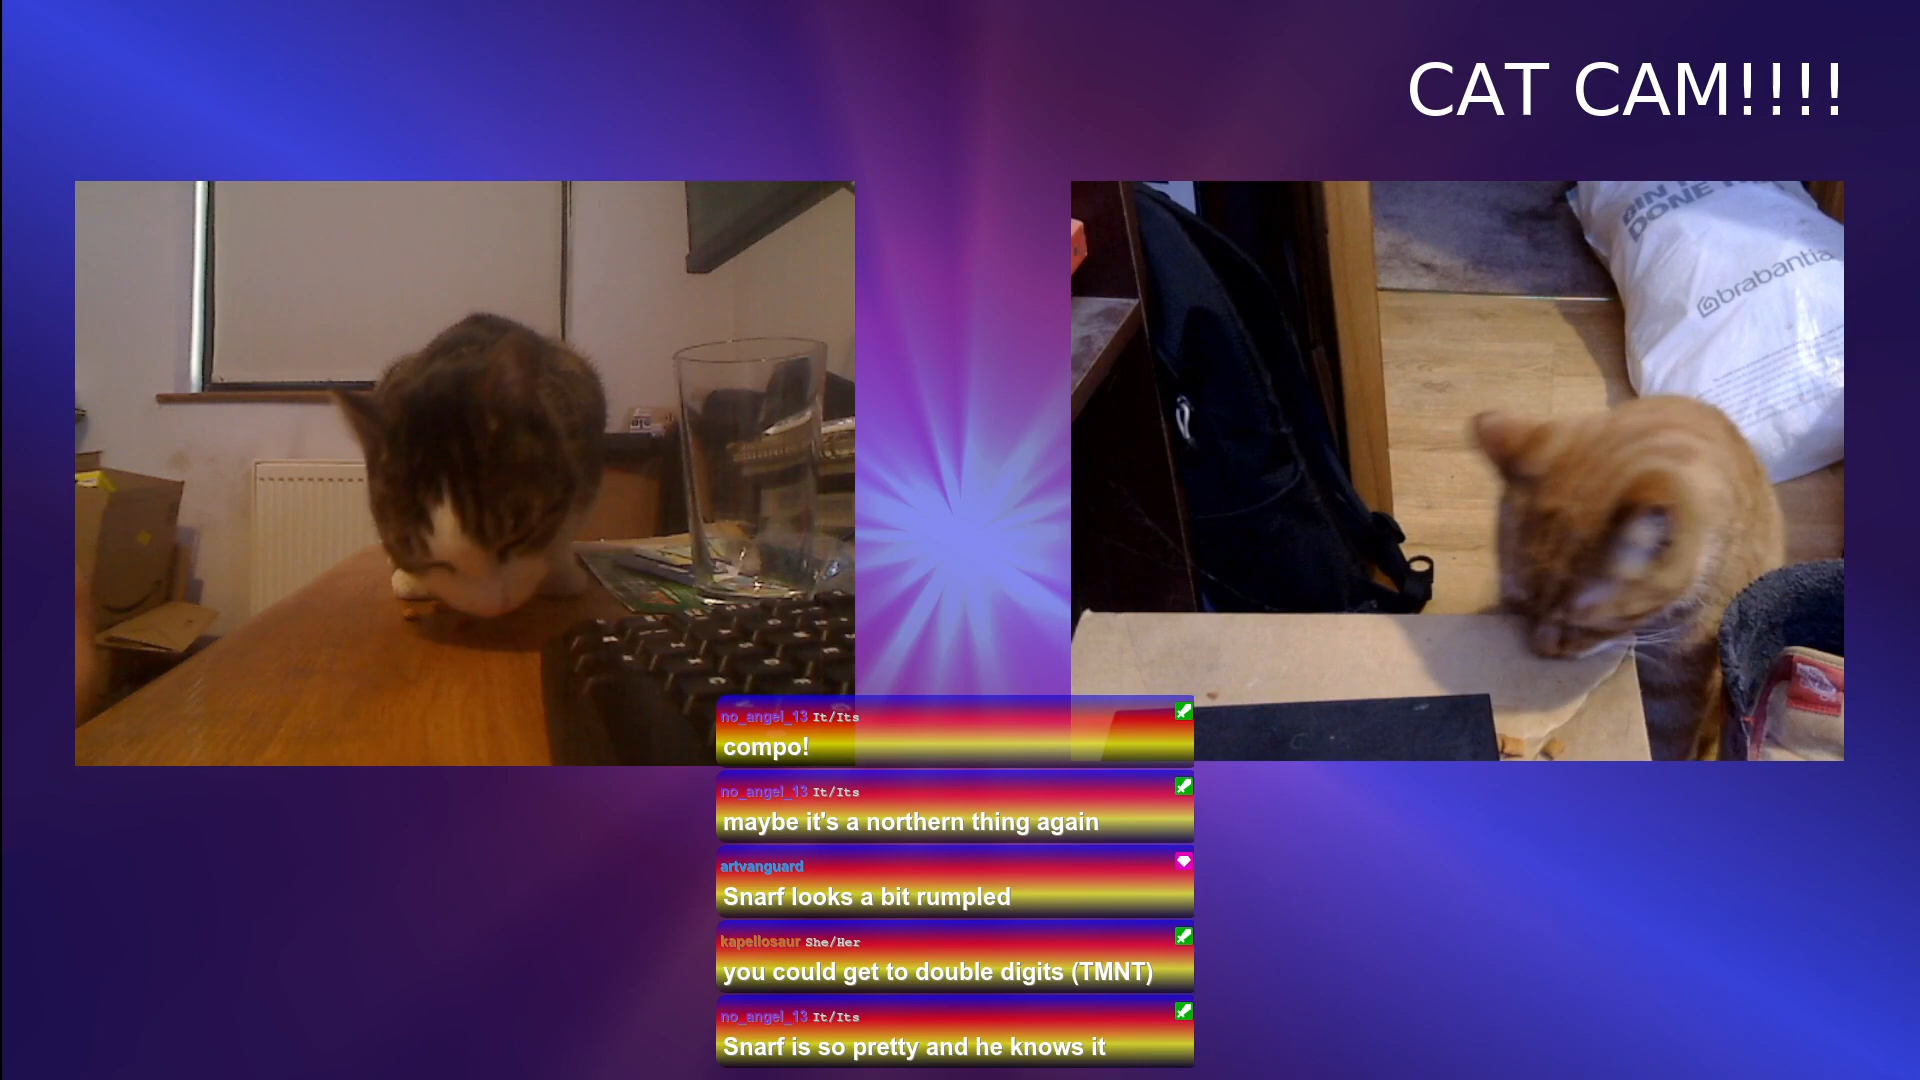 CAT CAM!!!!
BIN
DONE
brabantia
no_angel_13 It/Its
compo!
no_angel_13 It/Its
maybe it's a northern thing again
artvanguard
Snarf looks a bit rumpled
kapellosaur She/Her
you could get to double digits (TMNT)
no_angel_13 It/Its
Snarf is so pretty and he knows it